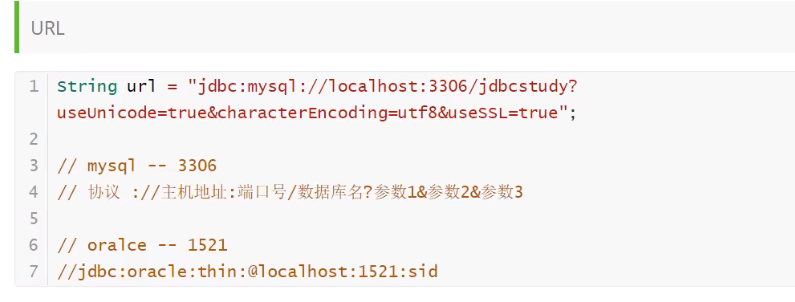 URL
1 String url = "jdbc:mysql://localhost:3306/jdbcstudy?
useUnicode=true&characterEncoding=utf8&useSSL=true";
2
3 // mysql -- 3306
4 // 协议 ://主机地址:端口号/数据库名?参数1&参数2&参数3
5
6 // oralce -- 1521
7 //jdbc:oracle:thin:@localhost:1521:sid